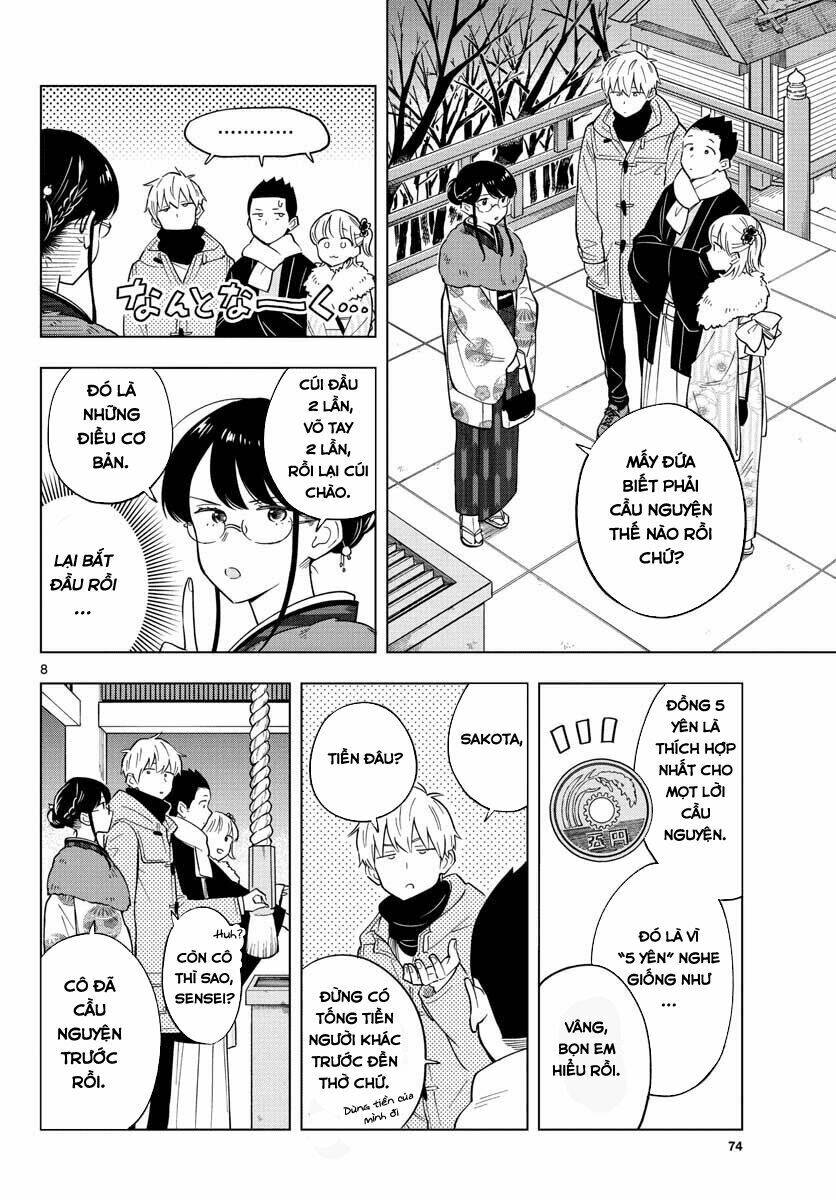 MẤY ĐỨA
BIẾT PHẢI
CẦU NGUYỆN
THẾ NÀO RỒI
CHỨ?
…………
なんとなーく…
CÚI ĐẦU
2 LẦN,
VÕ TAY
2 LẦN,
RỒI LẠI CÚI
CHÀO.
ĐÓ LÀ
NHỮNG
ĐIỀU CƠ
BẢN.
LẠI BẮT
ĐẦU RỒI
...
8
ĐỒNG 5
YÊN LÀ
THÍCH HỢP
NHẤT CHO
MỌT LỜI
CẦU
NGUYỆN.
五円
ĐÓ LÀ VÌ
“5 YÊN” NGHE
GIỐNG NHƯ
...
VÂNG,
BỌN EM
HIỂU RỒI.
SAKOTA,
TIỀN ĐÂU?
ĐỪNG CÓ
TỐNG TIỀN
NGƯỜI KHÁC
TRƯỚC ĐỀN
THỜ CHỨ.
Dùng tiền của
mình đi
Huh?
CÒN CÔ
THÌ SAO,
SENSEI?
CÔ ĐÃ
CẦU
NGUYỆN
TRƯỚC
RỒI.
74